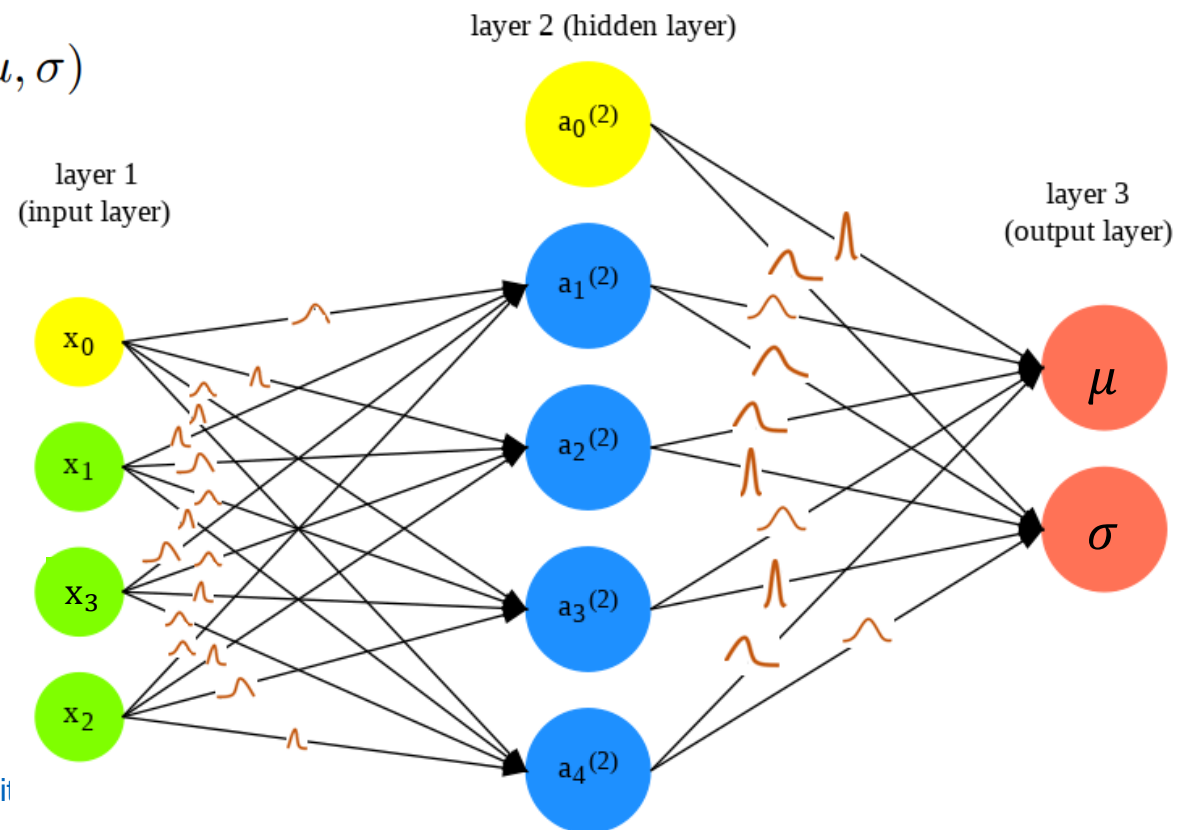 layer 2 (hidden layer)
, σ)
a₀⁽²⁾
layer 1
(input layer)
layer 3
(output layer)
a₁⁽²⁾
x₀
μ
a₂⁽²⁾
x₁
σ
x₃
a₃⁽²⁾
x₂
a₄⁽²⁾